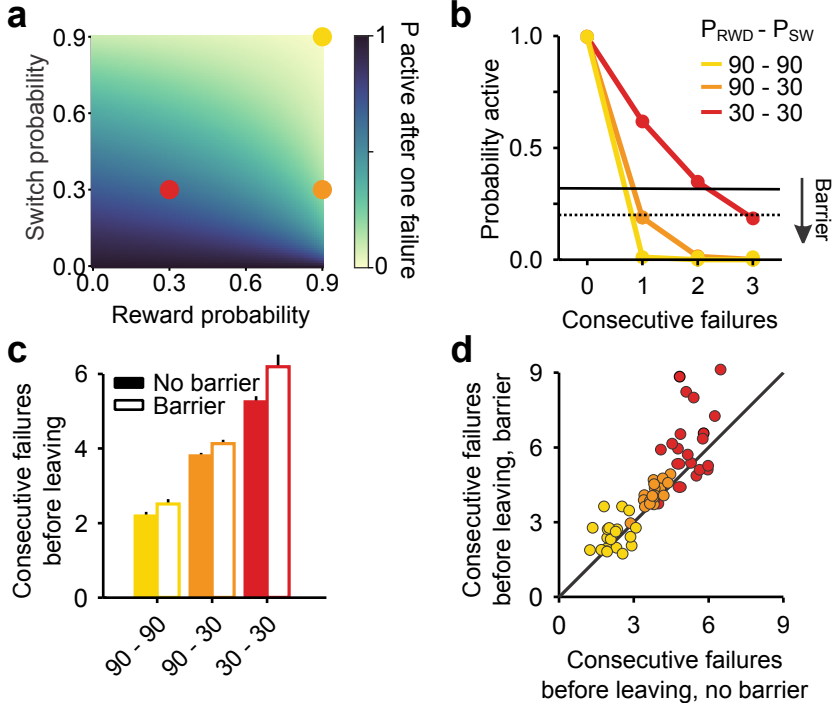 a
Switch probability
0.9
0.6
0.3
0.0
0.0 0.3 0.6 0.9
Reward probability
1
0
P active after one failure
b
Probability active
1.0
0.5
0.0
0 1 2 3
Consecutive failures
P RWD - P SW
90 - 90
90 - 30
30 - 30
Barrier
c
Consecutive failures
before leaving
6
4
2
0
No barrier
Barrier
90 - 90
90 - 30
30 - 30
d
Consecutive failures
before leaving, barrier
9
6
3
0
0 3 6 9
Consecutive failures
before leaving, no barrier